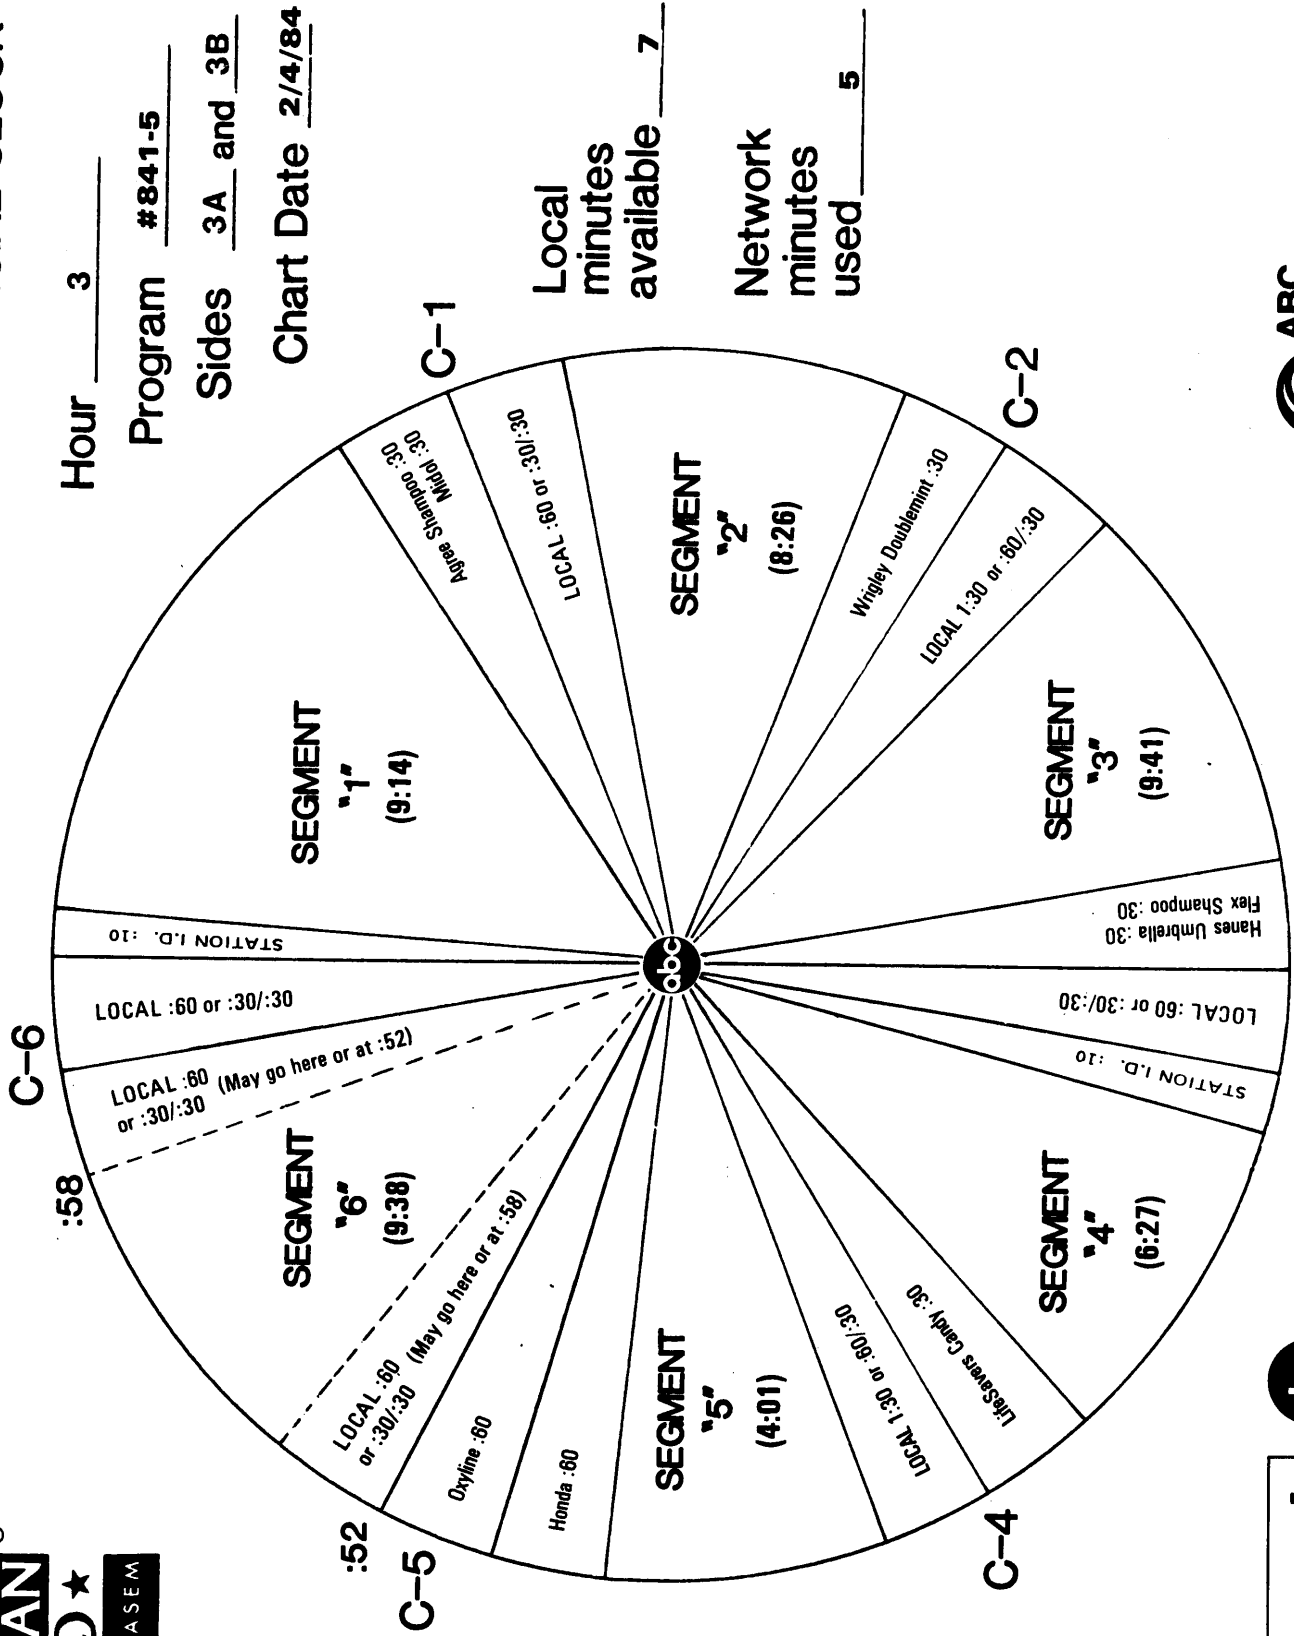 Hour 3
Program #841-5
Sides 3A and 3B
Chart Date 2/4/84
Local
minutes
available 7
Network
minutes
used 5
SEGMENT
"1"
(9:14)
Agree Shampoo :30
Midol :30
C-1
LOCAL :60 or :30/:30
SEGMENT
"2"
(8:26)
Wrigley Doublemint :30
C-2
LOCAL 1:30 or :60/:30
SEGMENT
"3"
(9:41)
Hanes Umbrella :30
Flex Shampoo :30
LOCAL :60 or :30/:30
STATION I.D. :10
SEGMENT
"4"
(6:27)
LifeSavers Candy :30
C-4
LOCAL 1:30 or :60/:30
SEGMENT
"5"
(4:01)
Honda :60
Oxyline :60
C-5
:52
LOCAL :60
or :30/:30 (May go here or at :58)
SEGMENT
"6"
(9:38)
:58
LOCAL :60
or :30/:30 (May go here or at :52)
C-6
LOCAL :60 or :30/:30
STATION I.D. :10
abc
ABC
AN
ASEM